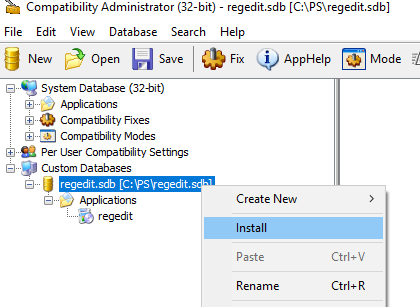 Compatibility Administrator (32-bit) - regedit.sdb [C:\PS\regedit.sdb]
File Edit View Database Search Help
New Open Save Fix AppHelp Mode
System Database (32-bit)
Applications
Compatibility Fixes
Compatibility Modes
Per User Compatibility Settings
Custom Databases
regedit.sdb [C:\PS\regedit.sdb]
Applications
regedit
Create New
Install
Paste Ctrl+V
Rename Ctrl+R